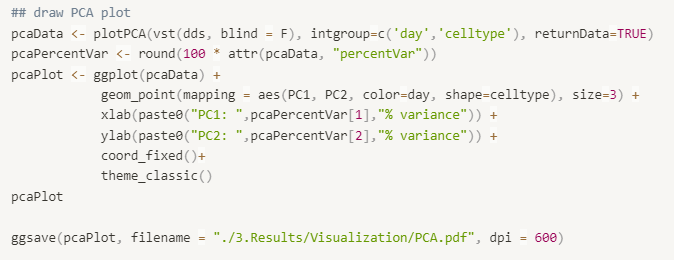 ## draw PCA plot
pcaData <- plotPCA(vst(dds, blind = F), intgroup=c('day','celltype'), returnData=TRUE)
pcaPercentVar <- round(100 * attr(pcaData, "percentVar"))
pcaPlot <- ggplot(pcaData) +
            geom_point(mapping = aes(PC1, PC2, color=day, shape=celltype), size=3) +
            xlab(paste0("PC1: ",pcaPercentVar[1],"% variance")) +
            ylab(paste0("PC2: ",pcaPercentVar[2],"% variance")) +
            coord_fixed()+
            theme_classic()
pcaPlot
ggsave(pcaPlot, filename = "./3.Results/Visualization/PCA.pdf", dpi = 600)